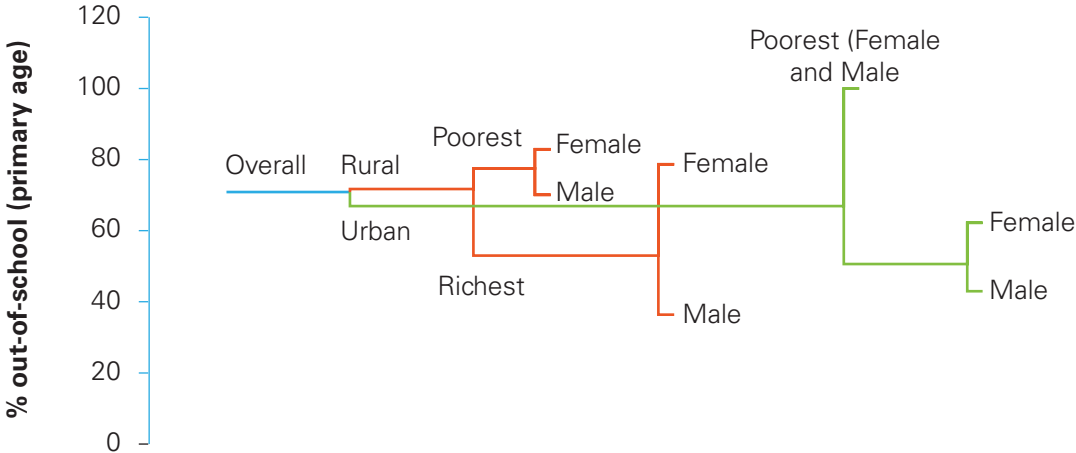 % out-of-school (primary age)
120
100
80
60
40
20
0
Overall
Rural
Urban
Poorest
Female
Male
Richest
Female
Male
Poorest (Female
and Male
Female
Male